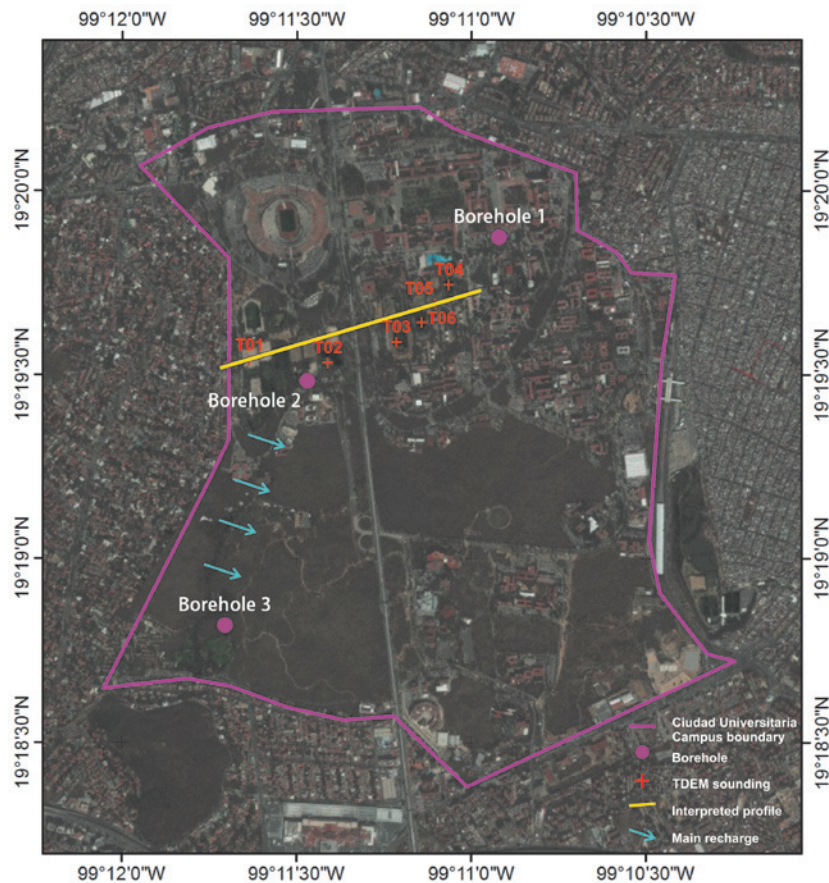 99°12'0"W 99°11'30"W 99°11'0"W 99°10'30"W
19°20'0"N
19°20'0"N
Borehole 1
T04
T05
T01
T02
T03
T06
19°19'30"N
19°19'30"N
Borehole 2
19°19'0"N
19°19'0"N
Borehole 3
19°18'30"N
19°18'30"N
Ciudad Universitaria
Campus boundary
Borehole
TDEM sounding
Interpreted profile
Main recharge
99°12'0"W 99°11'30"W 99°11'0"W 99°10'30"W